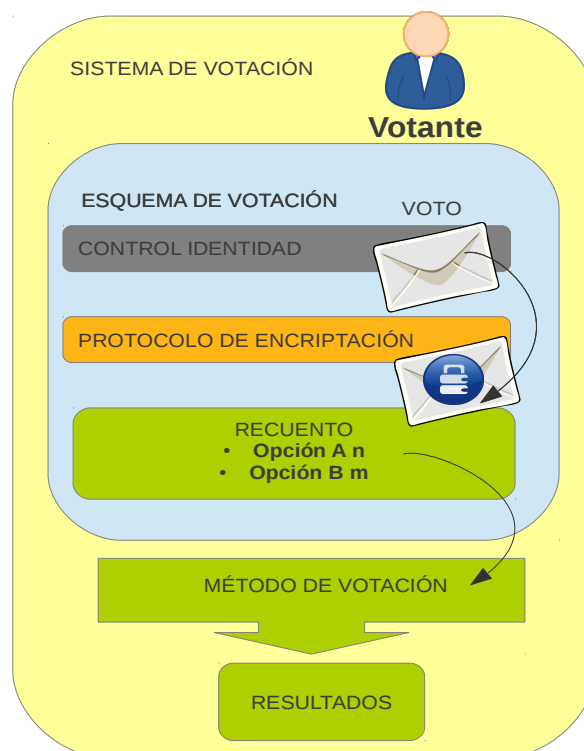 SISTEMA DE VOTACIÓN
Votante
ESQUEMA DE VOTACIÓN
VOTO
CONTROL IDENTIDAD
PROTOCOLO DE ENCRIPTACIÓN
RECUENTO
• Opción A n
• Opción B m
MÉTODO DE VOTACIÓN
RESULTADOS